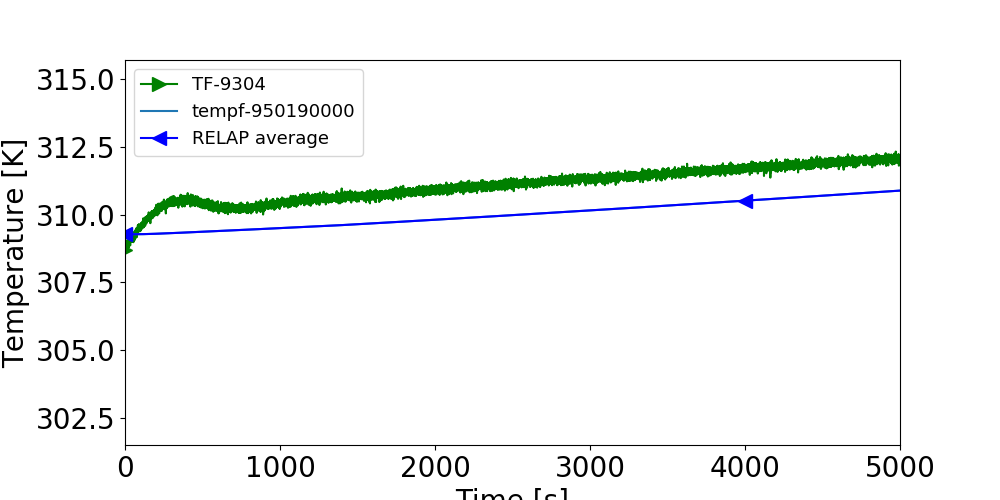 TF-9304
tempf-950190000
RELAP average
Temperature [K]
315.0
312.5
310.0
307.5
305.0
302.5
0 1000 2000 3000 4000 5000
Time [s]